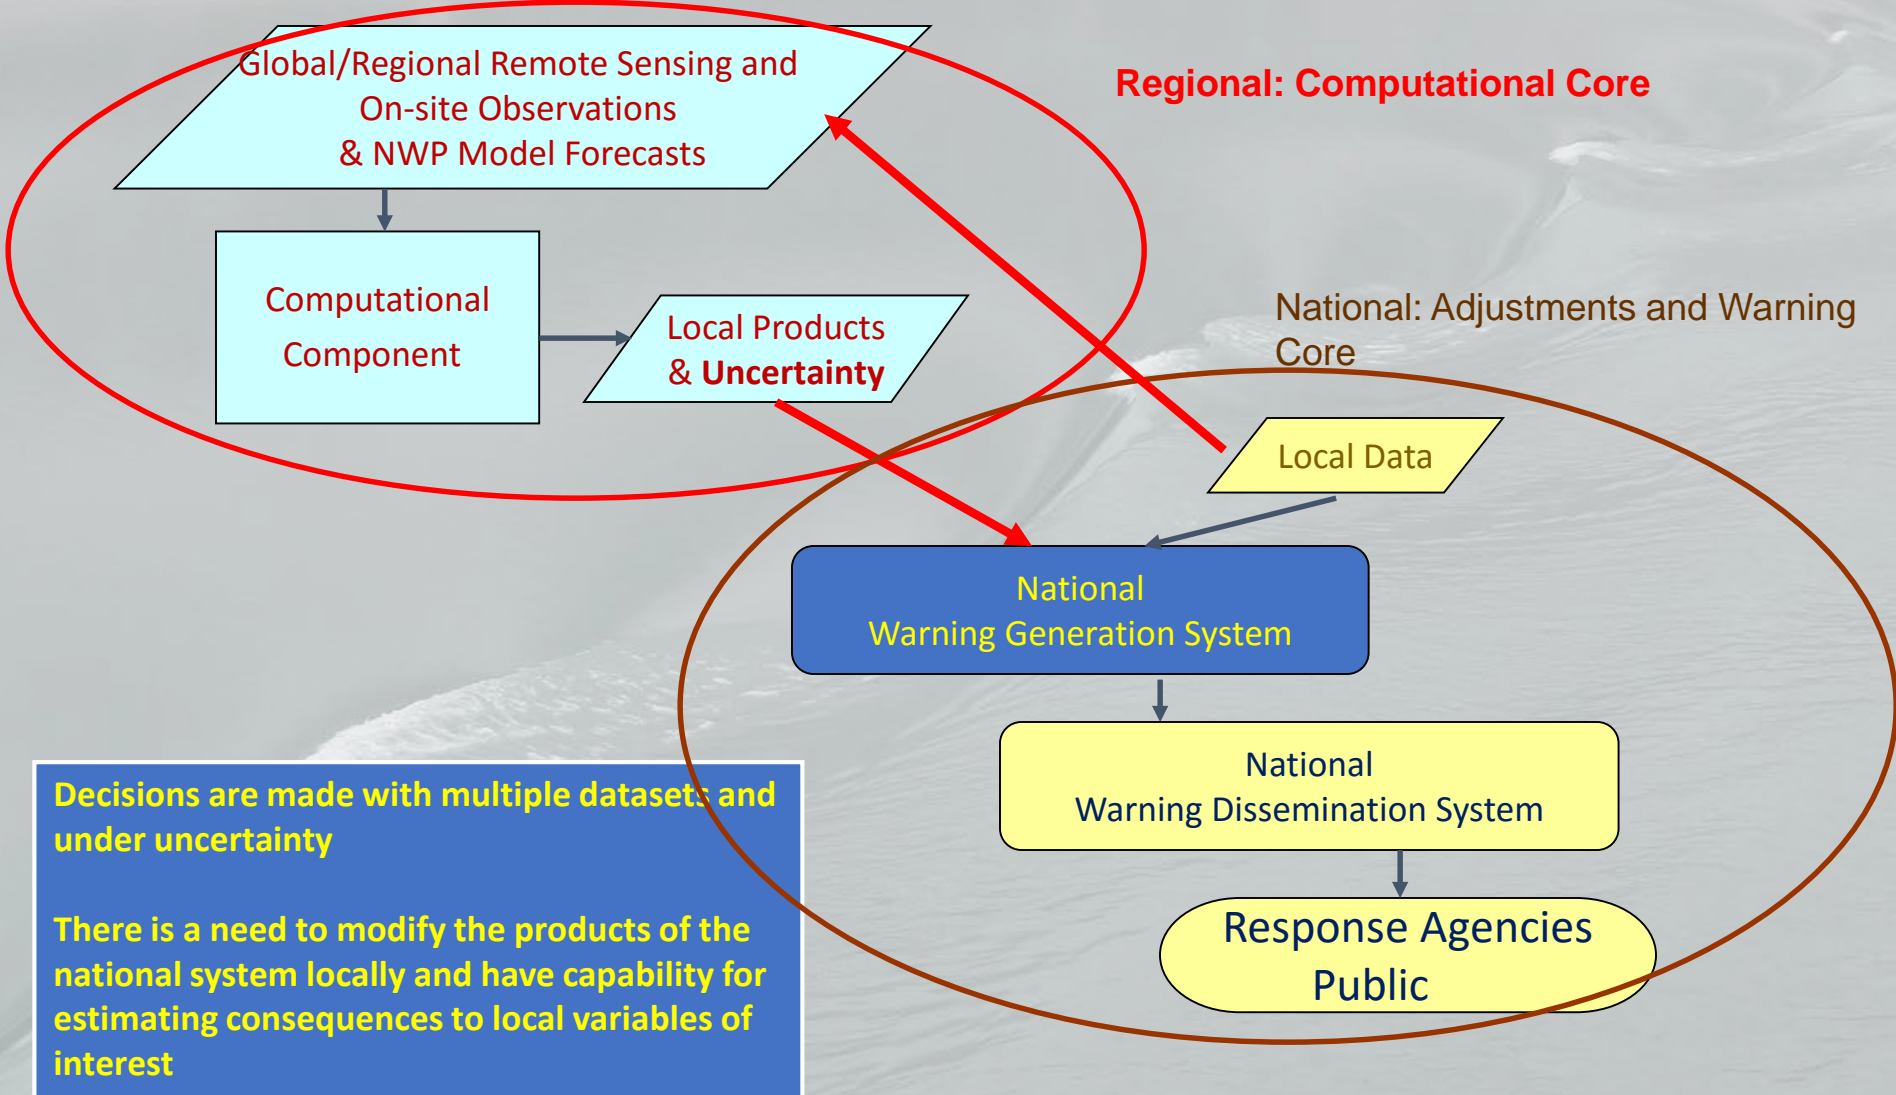 Global/Regional Remote Sensing and
On-site Observations
& NWP Model Forecasts
Regional: Computational Core
Computational
Component
Local Products
& Uncertainty
National: Adjustments and Warning
Core
Local Data
National
Warning Generation System
National
Warning Dissemination System
Response Agencies
Public
Decisions are made with multiple datasets and
under uncertainty
There is a need to modify the products of the
national system locally and have capability for
estimating consequences to local variables of
interest